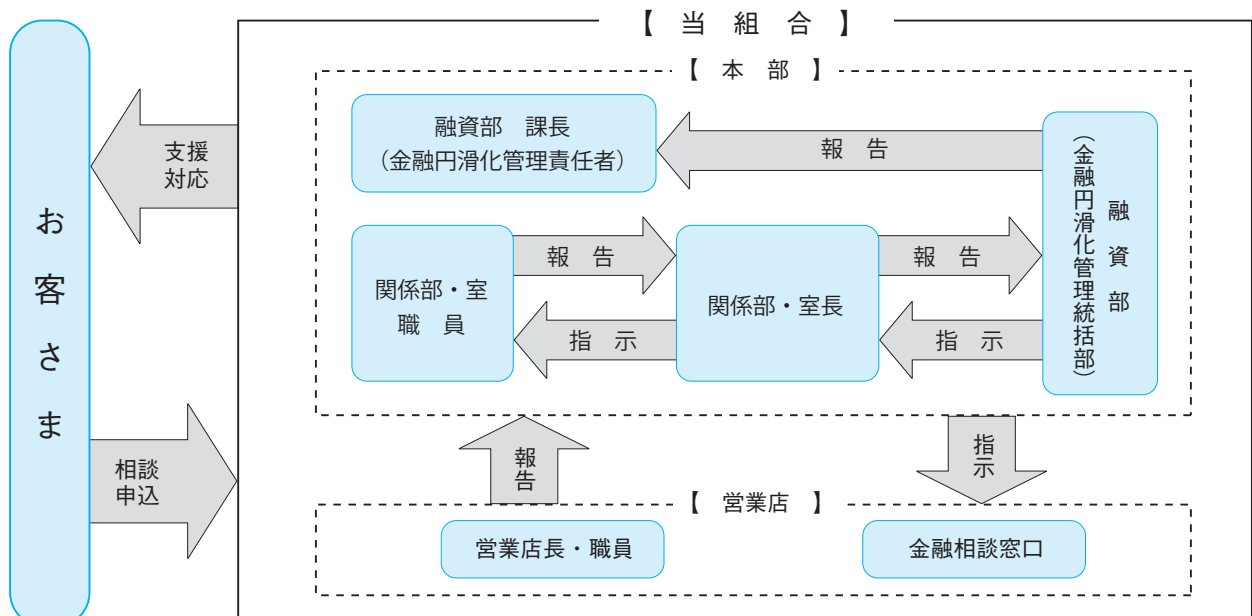 【 当 組 合 】
【 本 部 】
お客さま
支援
対応
相談
申込
融資部 課長
（金融円滑化管理責任者）
報 告
融資部
（金融円滑化管理統括部）
関係部・室
職 員
報 告
指 示
関係部・室長
報 告
指 示
報告
指示
【 営業店 】
営業店長・職員
金融相談窓口